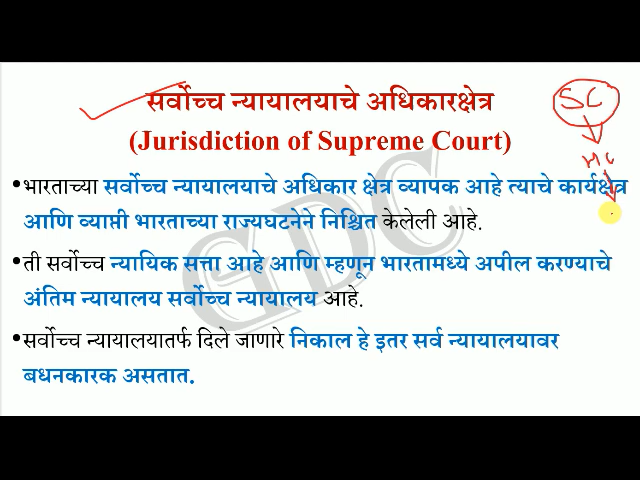 सर्वोच्च न्यायालयाचे अधिकारक्षेत्र
(Jurisdiction of Supreme Court)
SC
HC
•भारताच्या सर्वोच्च न्यायालयाचे अधिकार क्षेत्र व्यापक आहे त्याचे कार्यक्षेत्र
आणि व्याप्ती भारताच्या राज्यघटनेने निश्चित केलेली आहे.
•ती सर्वोच्च न्यायिक सत्ता आहे आणि म्हणून भारतामध्ये अपील करण्याचे
अंतिम न्यायालय सर्वोच्च न्यायालय आहे.
•सर्वोच्च न्यायालयातर्फ दिले जाणारे निकाल हे इतर सर्व न्यायालयावर
बधनकारक असतात.
GDC